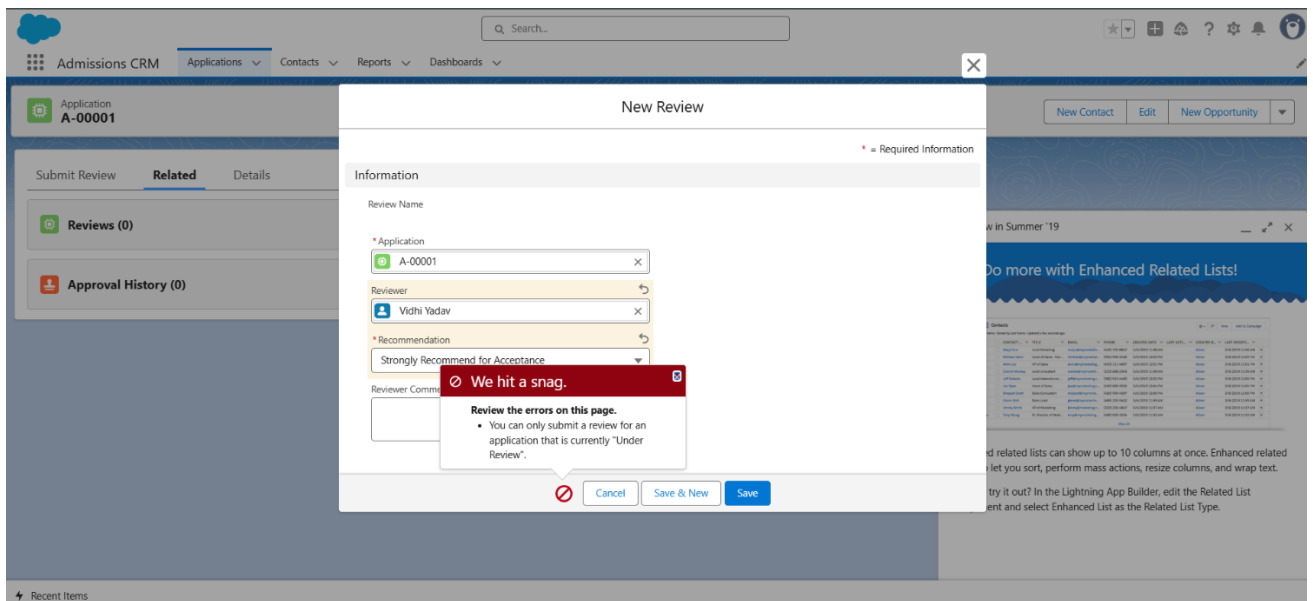 Search...
Admissions CRM
Applications
Contacts
Reports
Dashboards
Application
A-00001
New Contact
Edit
New Opportunity
Submit Review
Related
Details
Reviews (0)
Approval History (0)
New Review
* = Required Information
Information
Review Name
*Application
A-00001
Reviewer
Vidhi Yadav
*Recommendation
Strongly Recommend for Acceptance
Reviewer Comme
We hit a snag.
Review the errors on this page.
• You can only submit a review for an
application that is currently "Under
Review".
Cancel
Save & New
Save
w in Summer '19
Do more with Enhanced Related Lists!
ed related lists can show up to 10 columns at once. Enhanced related
let you sort, perform mass actions, resize columns, and wrap text.
try it out? In the Lightning App Builder, edit the Related List
ent and select Enhanced List as the Related List Type.
Recent Items